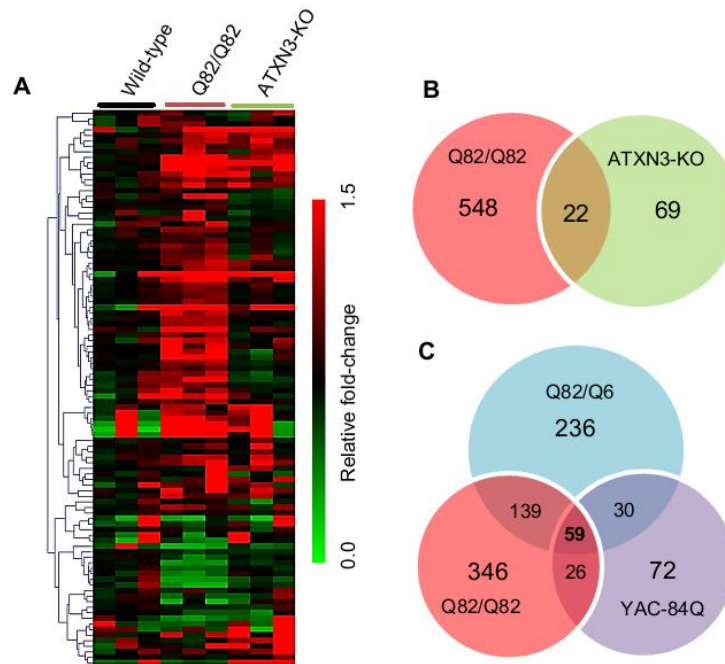 A
Wild-type
Q82/Q82
ATXN3-KO
1.5
Relative fold-change
0.0
B
Q82/Q82
ATXN3-KO
548
22
69
C
Q82/Q6
236
139
59
30
346
26
72
Q82/Q82
YAC-84Q